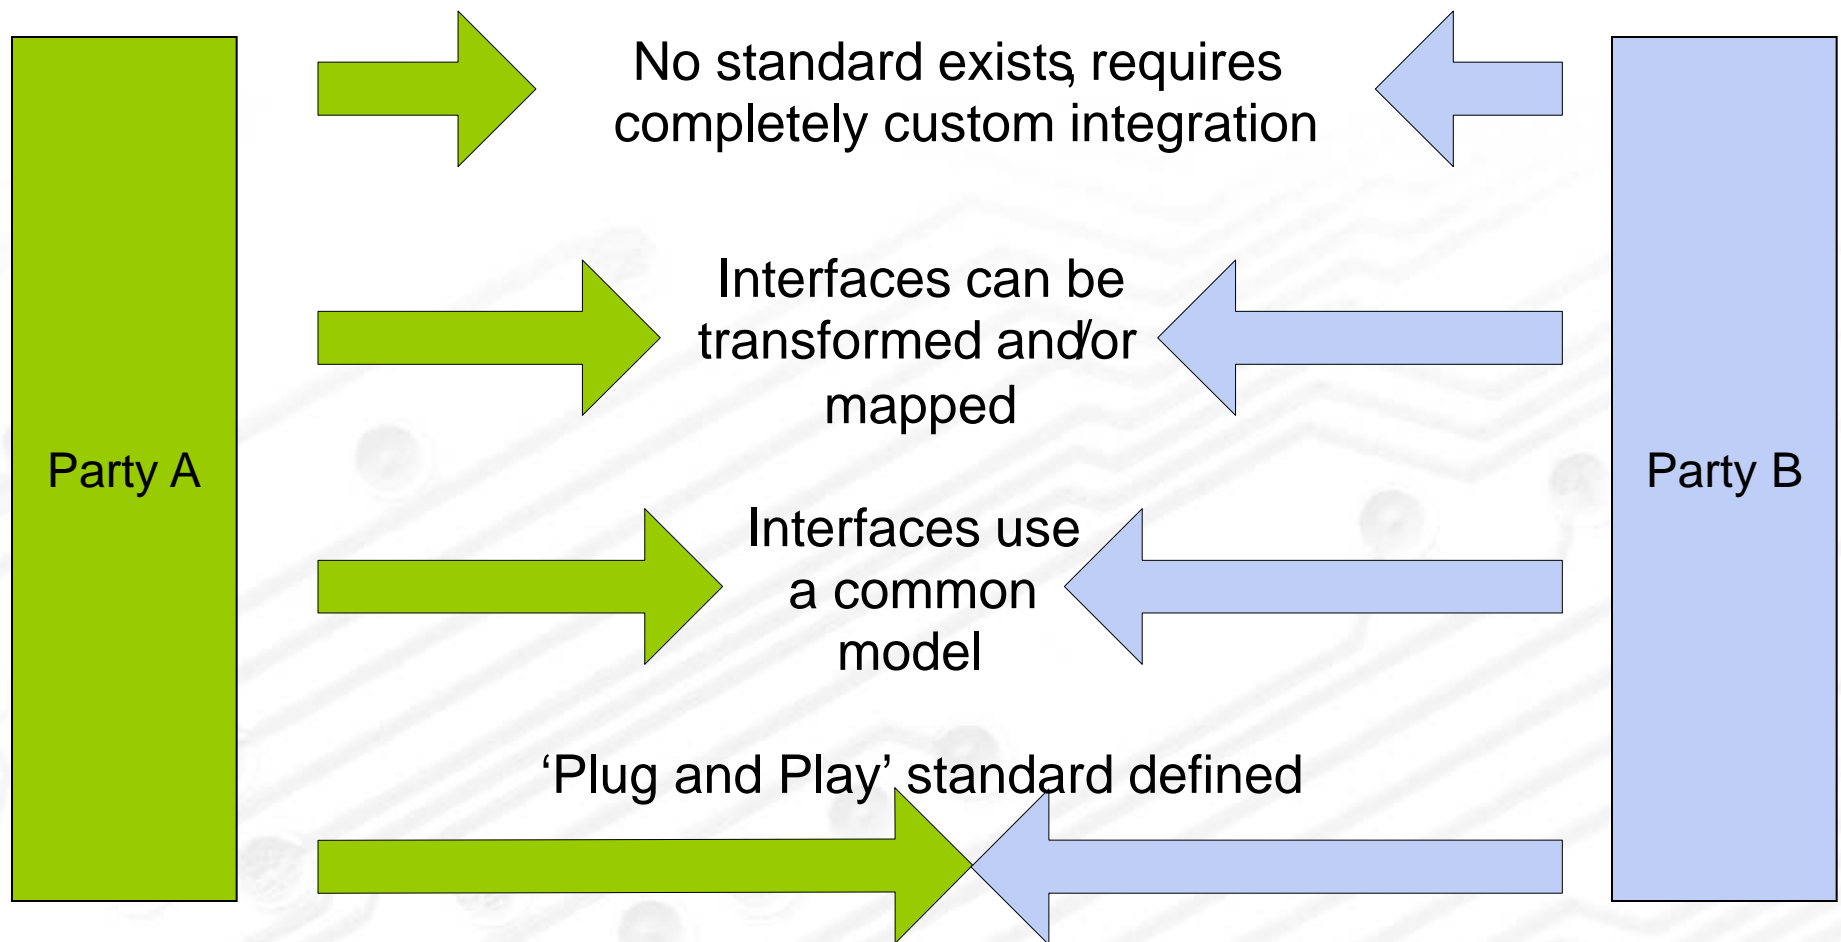 No standard exists, requires
completely custom integration
Interfaces can be
transformed and/or
mapped
Party A
Party B
Interfaces use
a common
model
‘Plug and Play’ standard defined